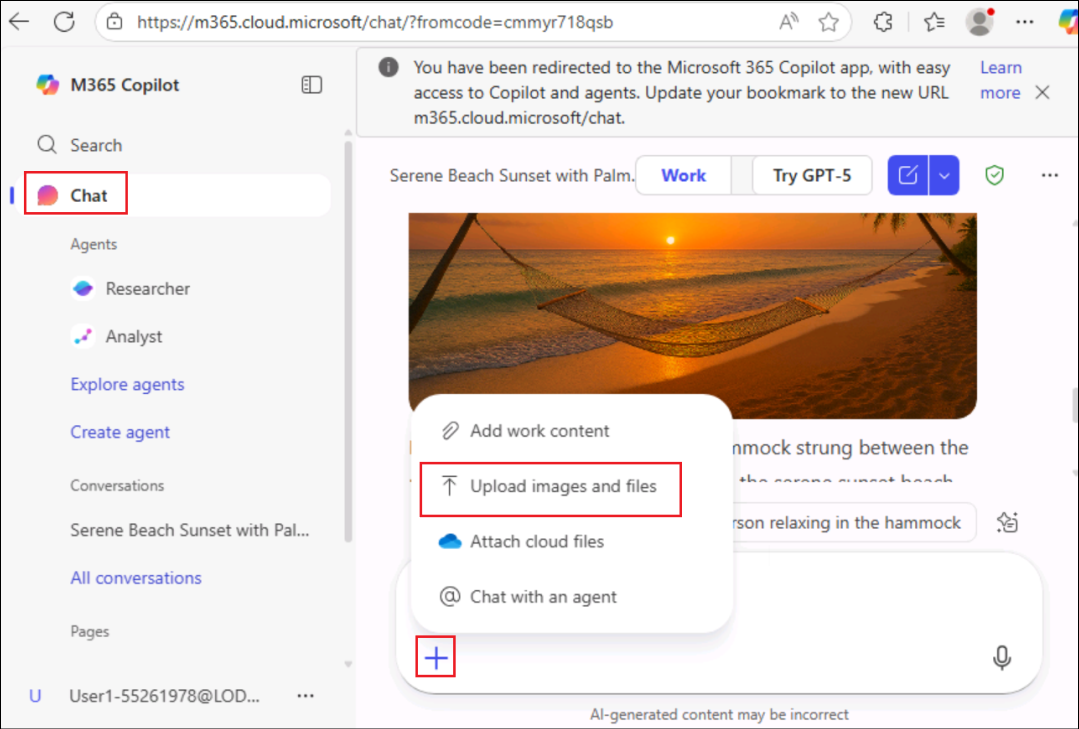 https://m365.cloud.microsoft/chat/?fromcode=cmmyr718qsb
M365 Copilot
Search
Chat
Agents
Researcher
Analyst
Explore agents
Create agent
Conversations
Serene Beach Sunset with Pal...
All conversations
Pages
U User1-55261978@LOD...
You have been redirected to the Microsoft 365 Copilot app, with easy
access to Copilot and agents. Update your bookmark to the new URL
m365.cloud.microsoft/chat.
Learn
more
Serene Beach Sunset with Palm. Work Try GPT-5
mmock strung between the
the serene sunset beach
rson relaxing in the hammock
Add work content
Upload images and files
Attach cloud files
@ Chat with an agent
AI-generated content may be incorrect